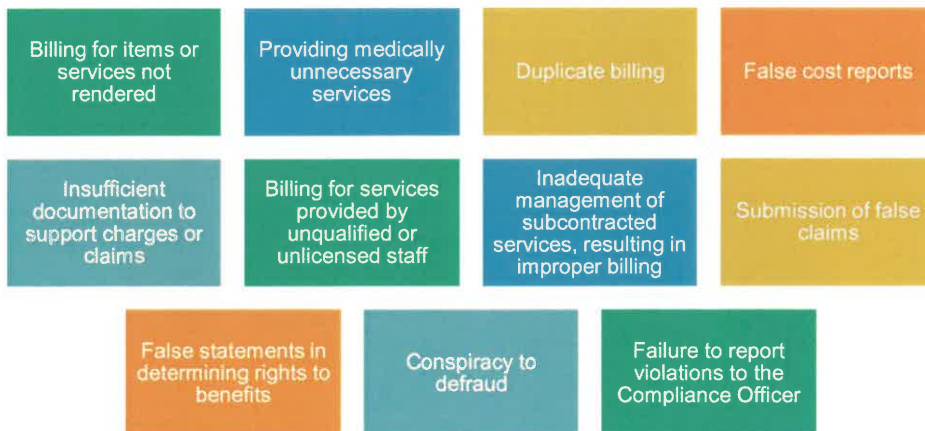 Billing for items or
services not
rendered
Providing medically
unnecessary
services
Duplicate billing
False cost reports
Insufficient
documentation to
support charges or
claims
Billing for services
provided by
unqualified or
unlicensed staff
Inadequate
management of
subcontracted
services, resulting in
improper billing
Submission of false
claims
False statements in
determining rights to
benefits
Conspiracy to
defraud
Failure to report
violations to the
Compliance Officer